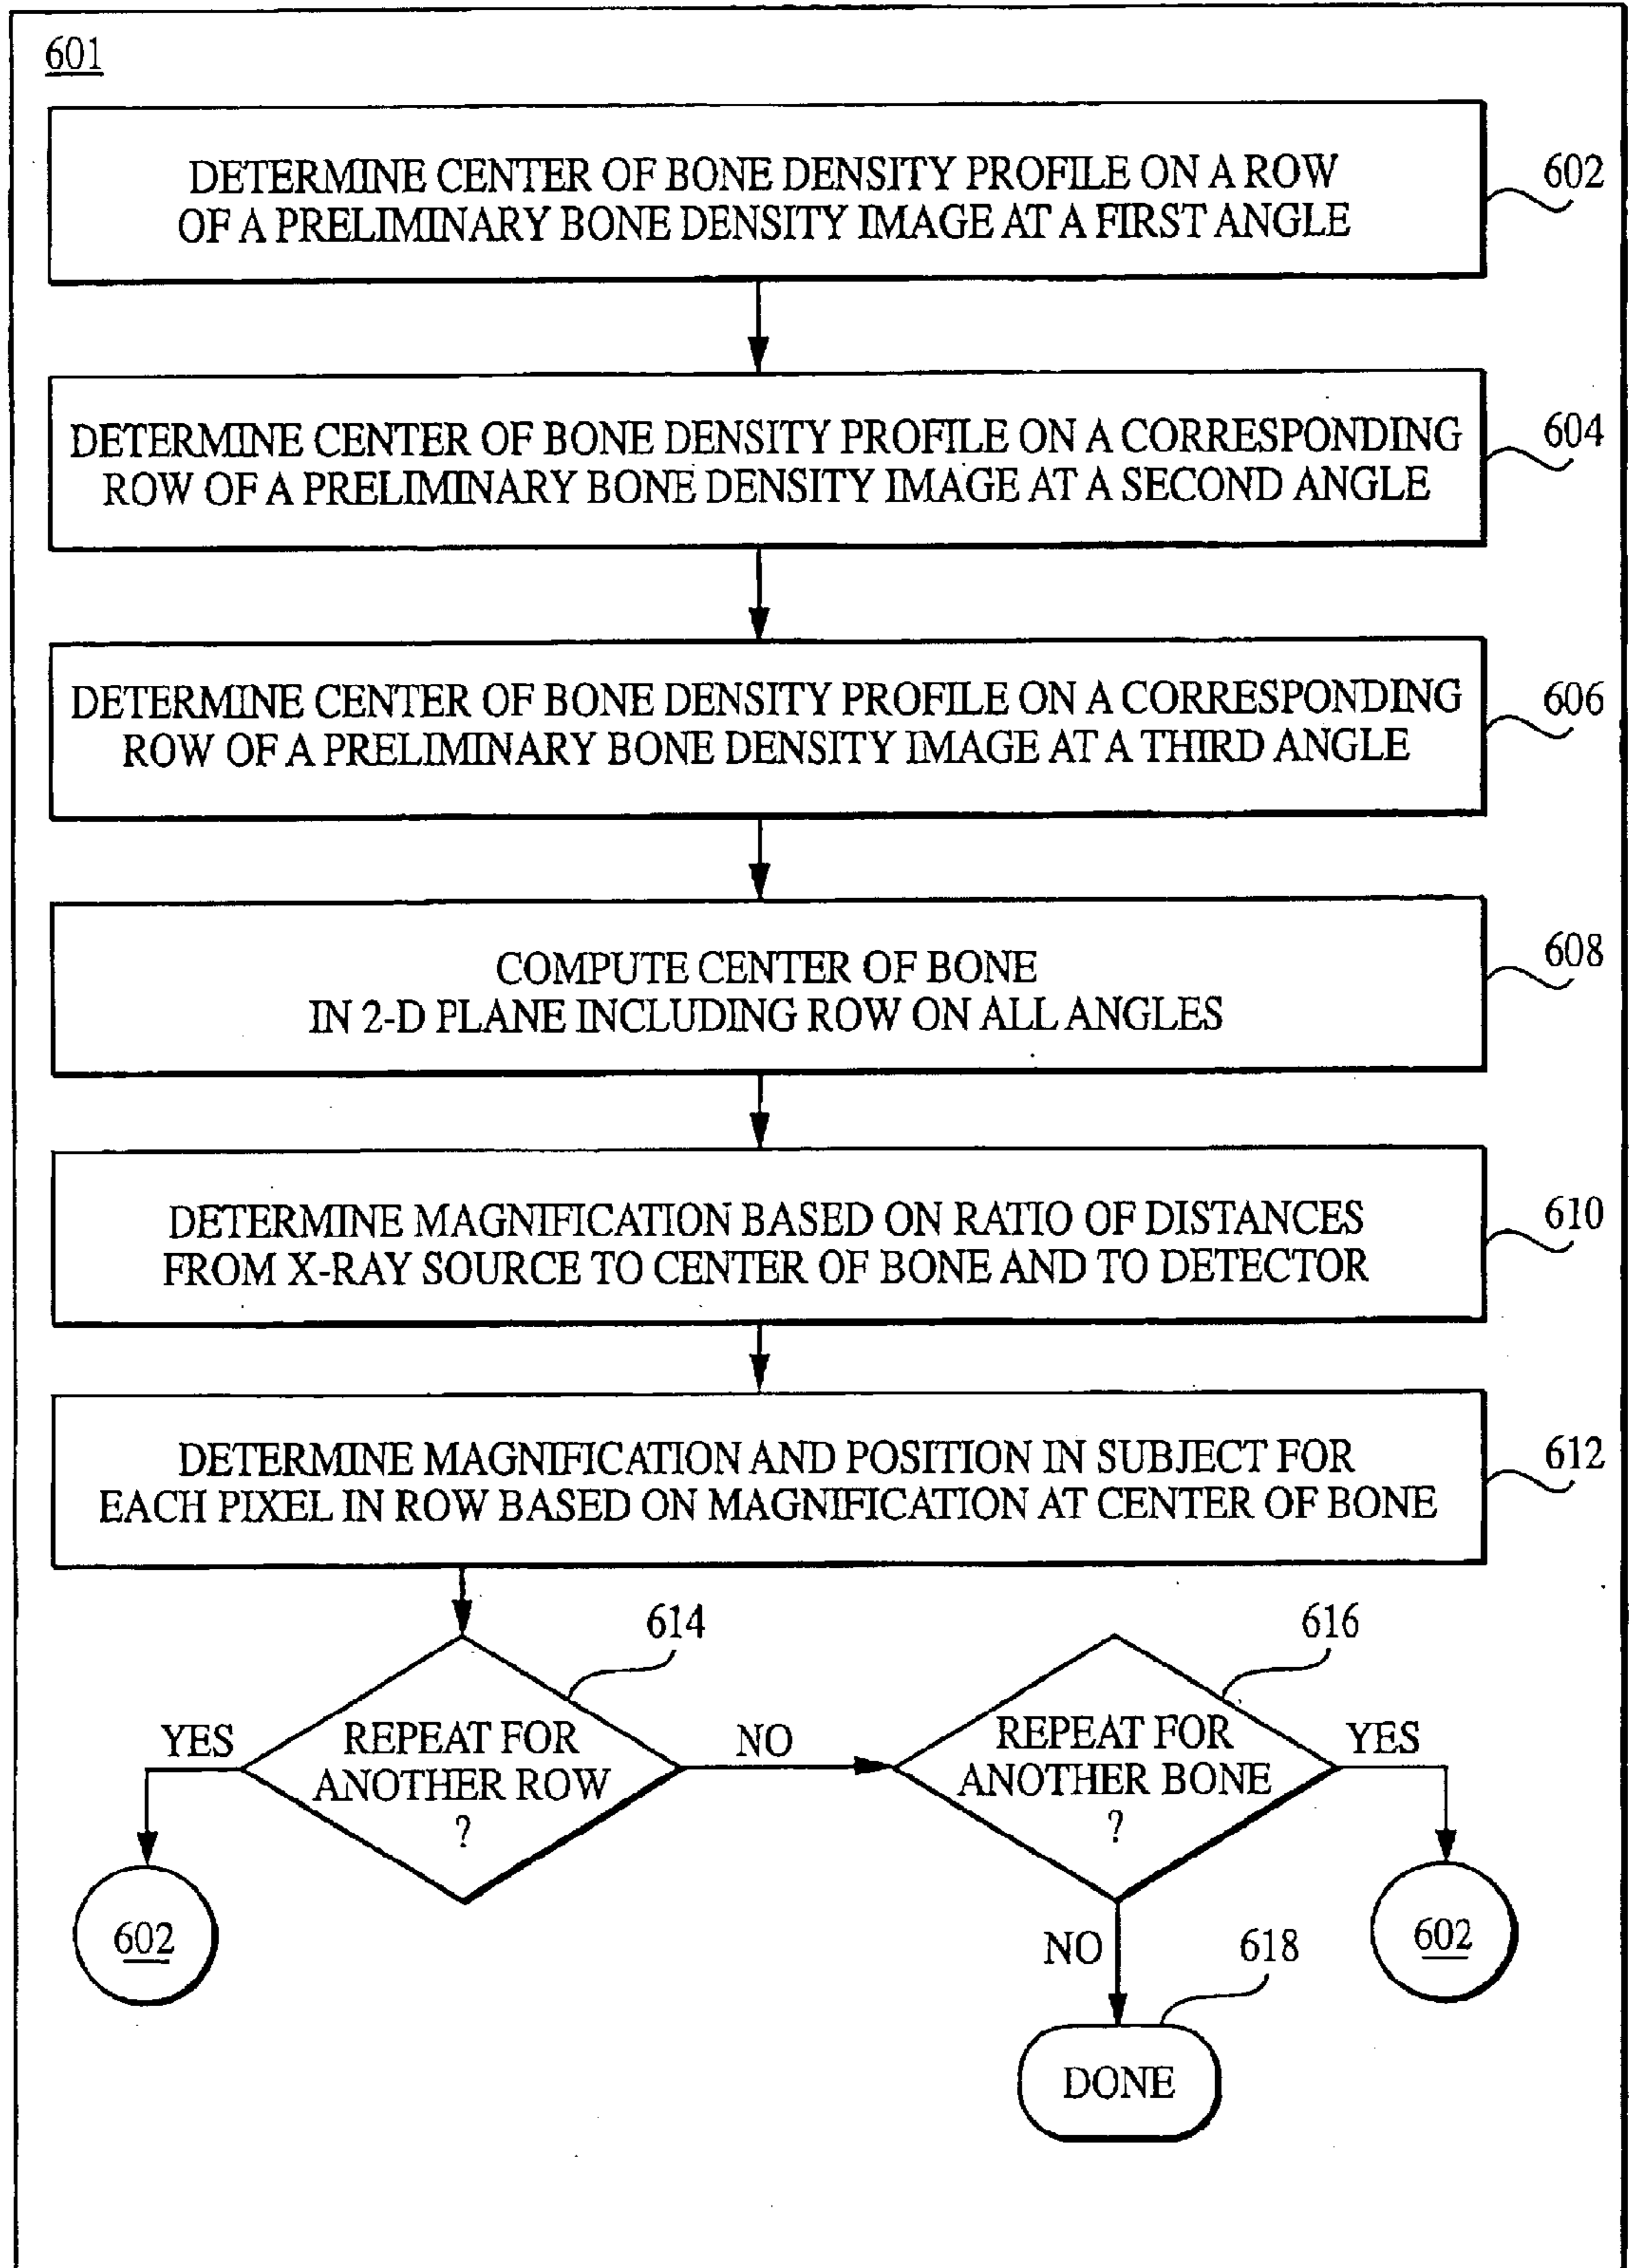 601
DETERMINE CENTER OF BONE DENSITY PROFILE ON A ROW
OF A PRELIMINARY BONE DENSITY IMAGE AT A FIRST ANGLE
602
DETERMINE CENTER OF BONE DENSITY PROFILE ON A CORRESPONDING
ROW OF A PRELIMINARY BONE DENSITY IMAGE AT A SECOND ANGLE
604
DETERMINE CENTER OF BONE DENSITY PROFILE ON A CORRESPONDING
ROW OF A PRELIMINARY BONE DENSITY IMAGE AT A THIRD ANGLE
606
COMPUTE CENTER OF BONE
IN 2-D PLANE INCLUDING ROW ON ALL ANGLES
608
DETERMINE MAGNIFICATION BASED ON RATIO OF DISTANCES
FROM X-RAY SOURCE TO CENTER OF BONE AND TO DETECTOR
610
DETERMINE MAGNIFICATION AND POSITION IN SUBJECT FOR
EACH PIXEL IN ROW BASED ON MAGNIFICATION AT CENTER OF BONE
612
614
YES
REPEAT FOR
ANOTHER ROW
?
NO
616
REPEAT FOR
ANOTHER BONE
?
YES
602
NO
618
602
DONE